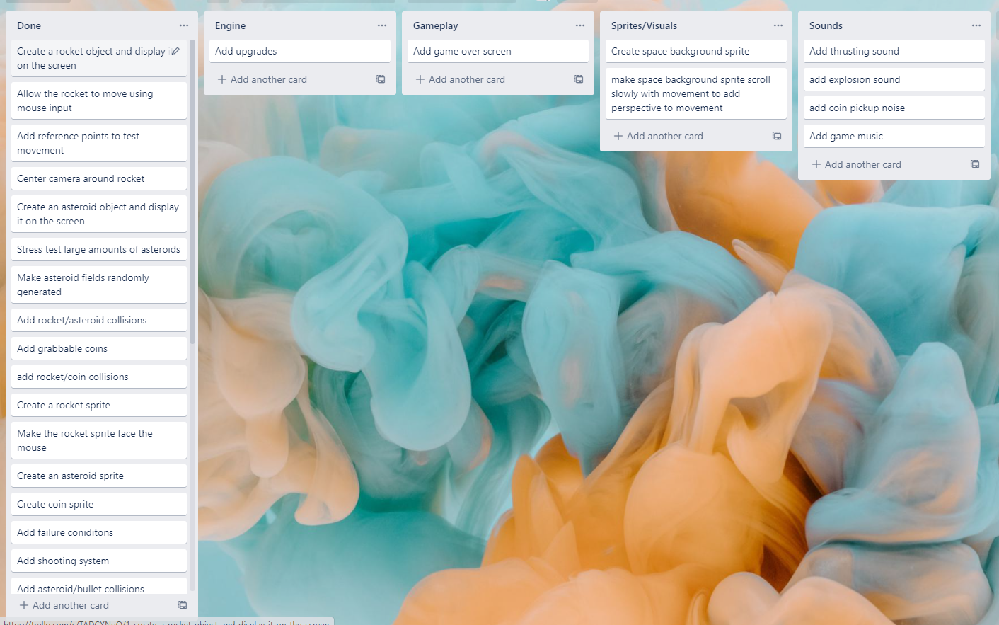 Done
Create a rocket object and display
on the screen
Allow the rocket to move using
mouse input
Add reference points to test
movement
Center camera around rocket
Create an asteroid object and display
it on the screen
Stress test large amounts of asteroids
Make asteroid fields randomly
generated
Add rocket/asteroid collisions
Add grabbable coins
add rocket/coin collisions
Create a rocket sprite
Make the rocket sprite face the
mouse
Create an asteroid sprite
Create coin sprite
Add failure coniditons
Add shooting system
Add asteroid/bullet collisions
Add another card
Engine
Add upgrades
Add another card
Gameplay
Add game over screen
Add another card
Sprites/Visuals
Create space background sprite
make space background sprite scroll
slowly with movement to add
perspective to movement
Add another card
Sounds
Add thrusting sound
add explosion sound
add coin pickup noise
Add game music
Add another card